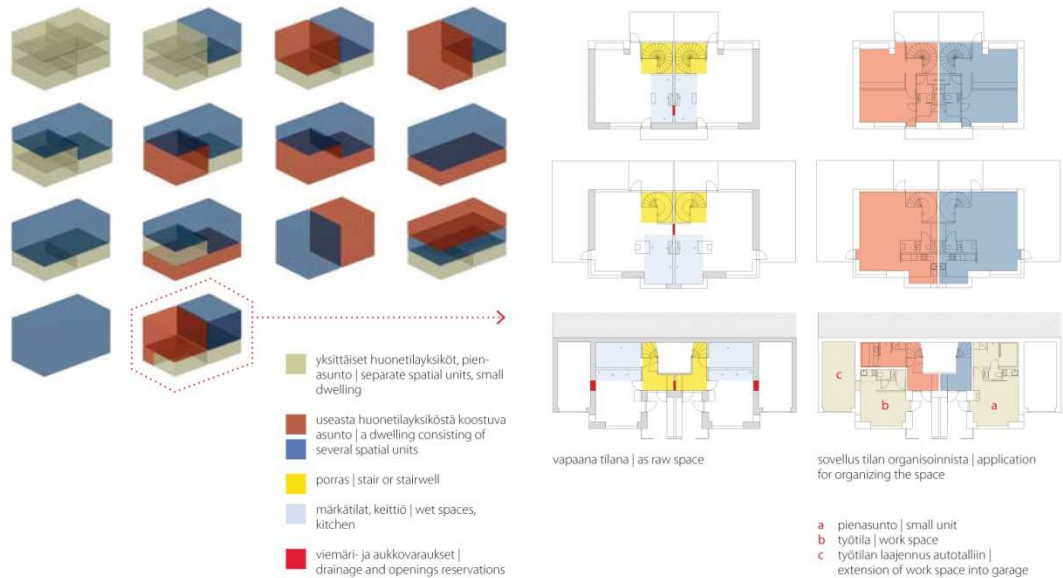 yksittäiset huonetilayksiköt, pien-
asunto | separate spatial units, small
dwelling
useasta huonetilayksiköstä koostuva
asunto | a dwelling consisting of
several spatial units
porras | stair or stairwell
märkätilat, keittiö | wet spaces,
kitchen
viemäri- ja aukkovaraukset |
drainage and openings reservations
vapaana tilana | as raw space
c
b
a
sovellus tilan organisoinnista | application
for organizing the space
a pienasunto | small unit
b työtila | work space
c työtilan laajennus autotalliin |
extension of work space into garage